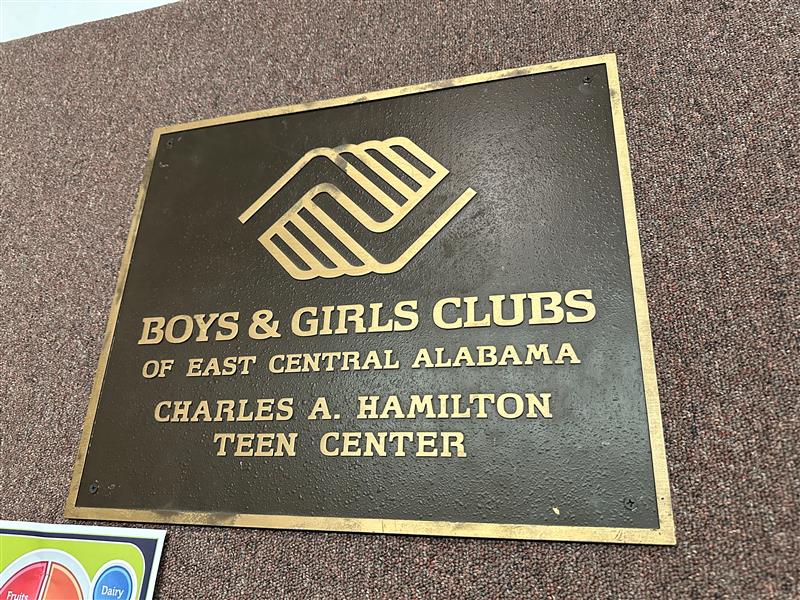 BOYS & GIRLS CLUBS
OF EAST CENTRAL ALABAMA
CHARLES A. HAMILTON
TEEN CENTER
Fruits
Dairy